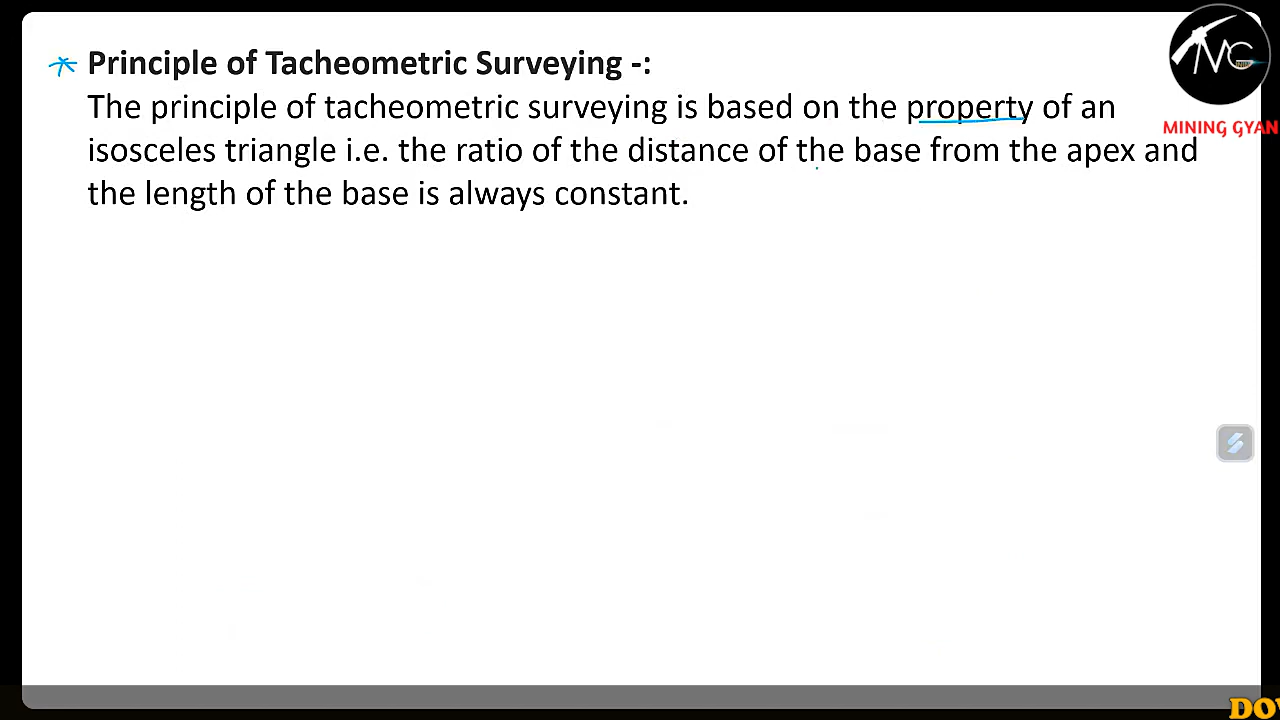 Principle of Tacheometric Surveying -:
The principle of tacheometric surveying is based on the property of an
isosceles triangle i.e. the ratio of the distance of the base from the apex and
the length of the base is always constant.
MG
MINING GYAN